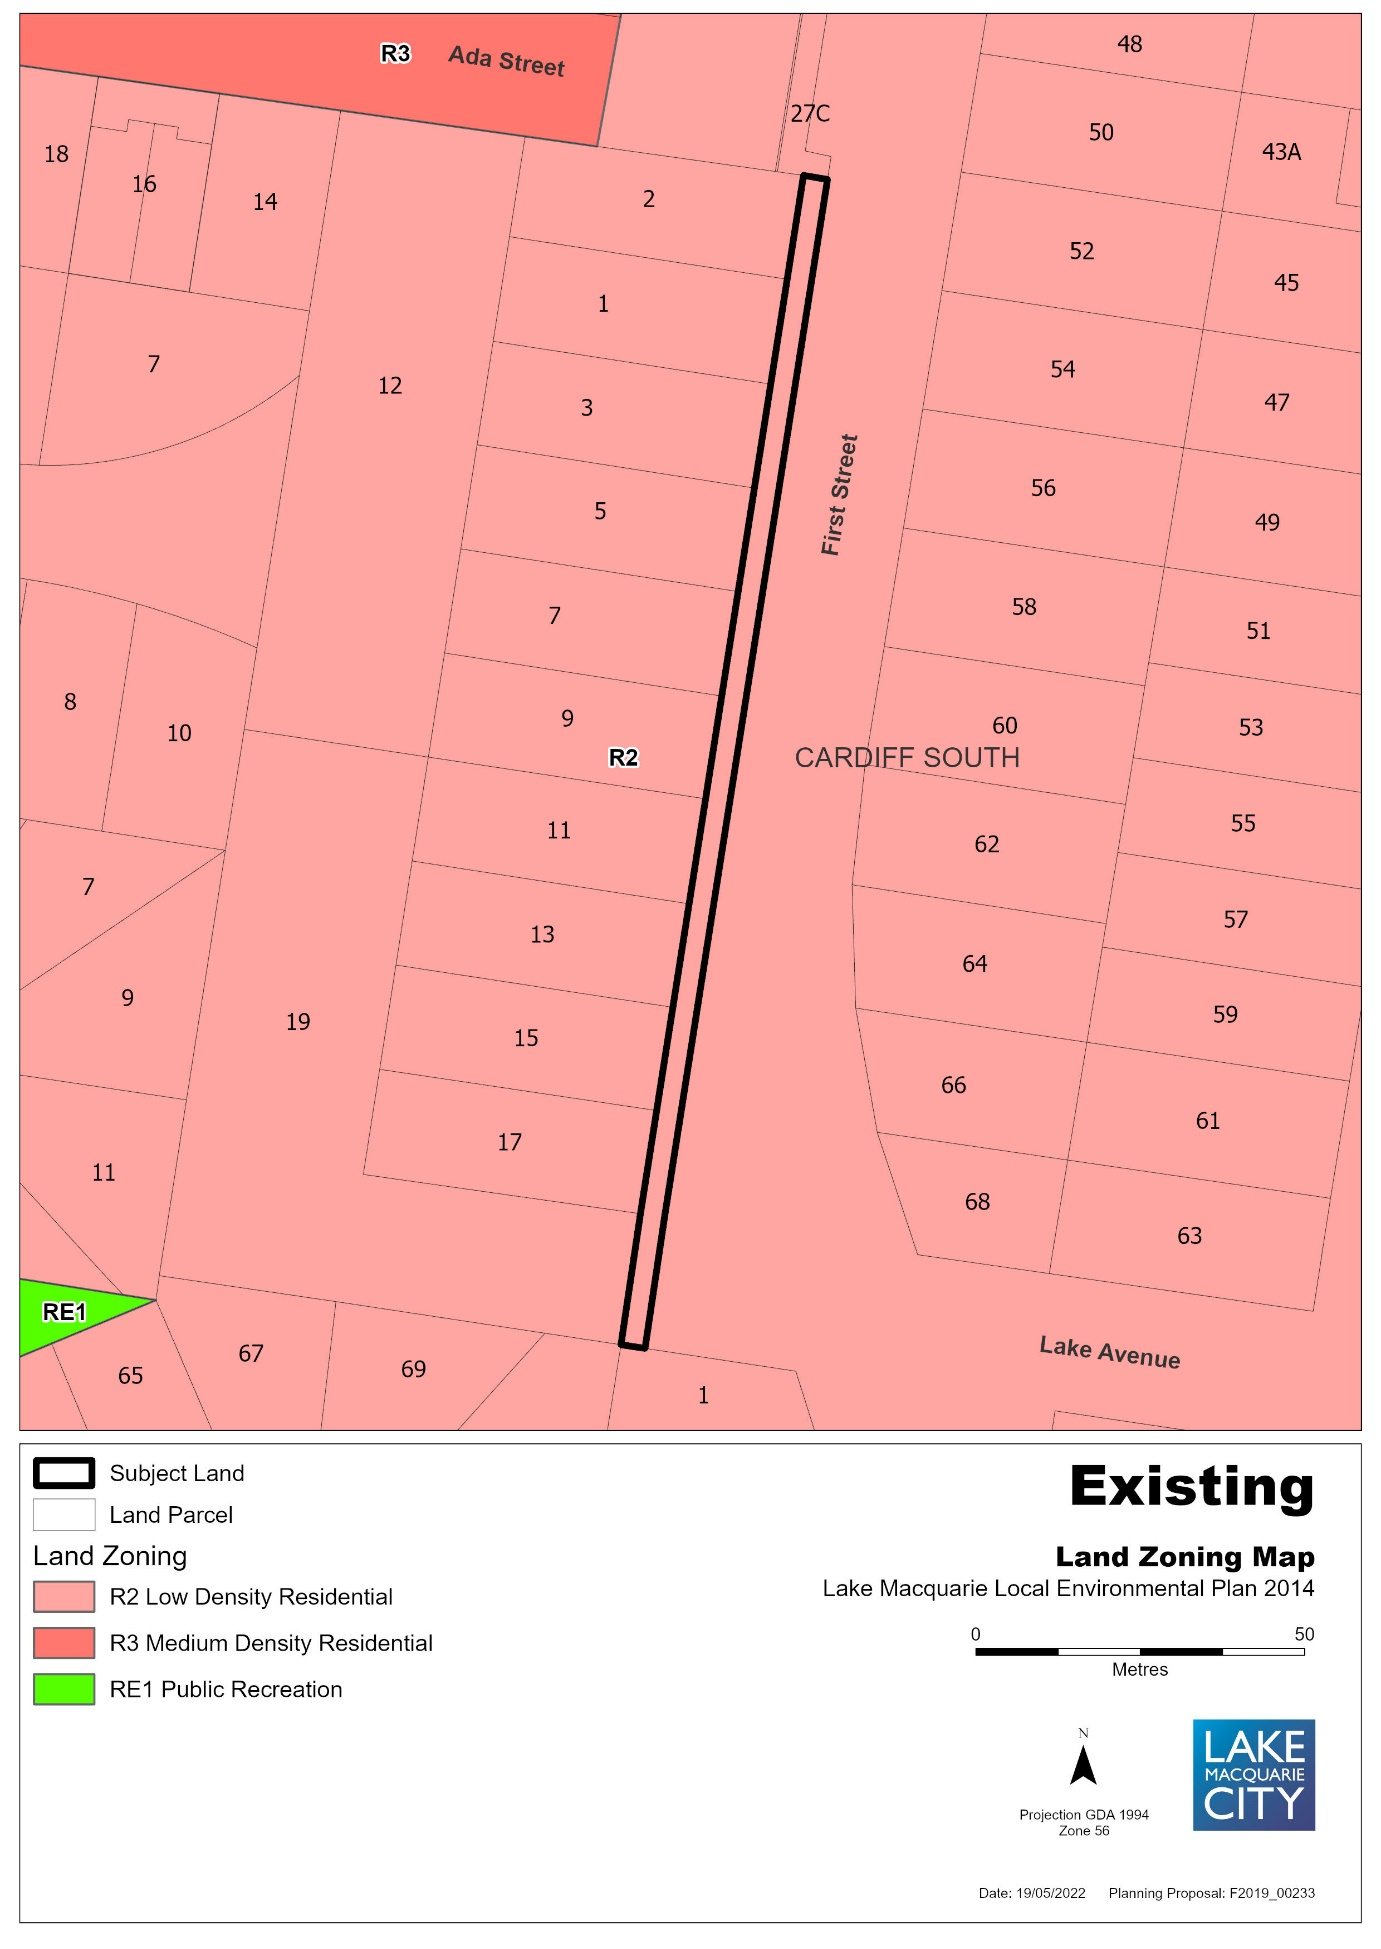 R3 Ada Street
48
27C
50
43A
18
16
14
2
52
45
1
7
12
3
54
47
5
First Street
56
49
7
58
51
8
10
9
R2
60
53
CARDIFF SOUTH
11
62
55
7
13
64
57
9
19
15
59
66
11
17
61
68
63
RE1
65
67
69
1
Lake Avenue
Subject Land
Land Parcel
Land Zoning
R2 Low Density Residential
R3 Medium Density Residential
RE1 Public Recreation
Existing
Land Zoning Map
Lake Macquarie Local Environmental Plan 2014
0 50
Metres
N
Projection GDA 1994
Zone 56
LAKE
MACQUARIE
CITY
Date: 19/05/2022 Planning Proposal: F2019_00233